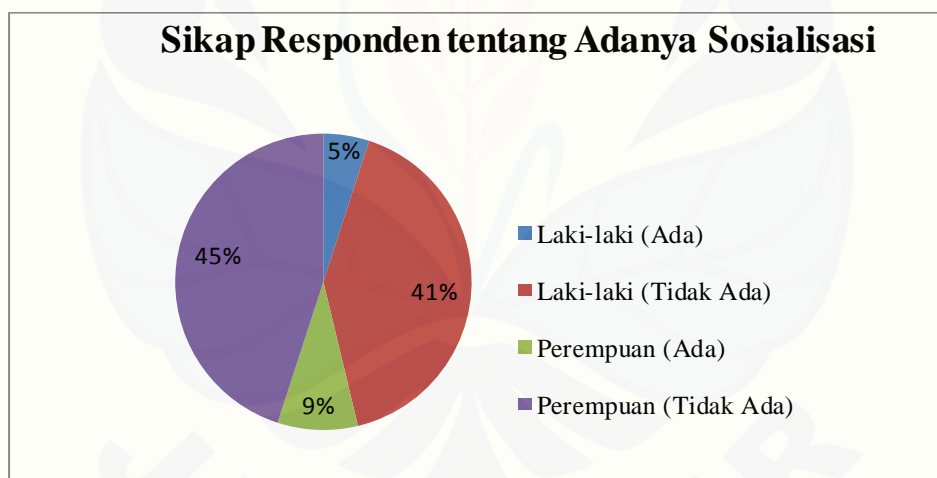 Sikap Responden tentang Adanya Sosialisasi
5%
41%
9%
45%
Laki-laki (Ada)
Laki-laki (Tidak Ada)
Perempuan (Ada)
Perempuan (Tidak Ada)